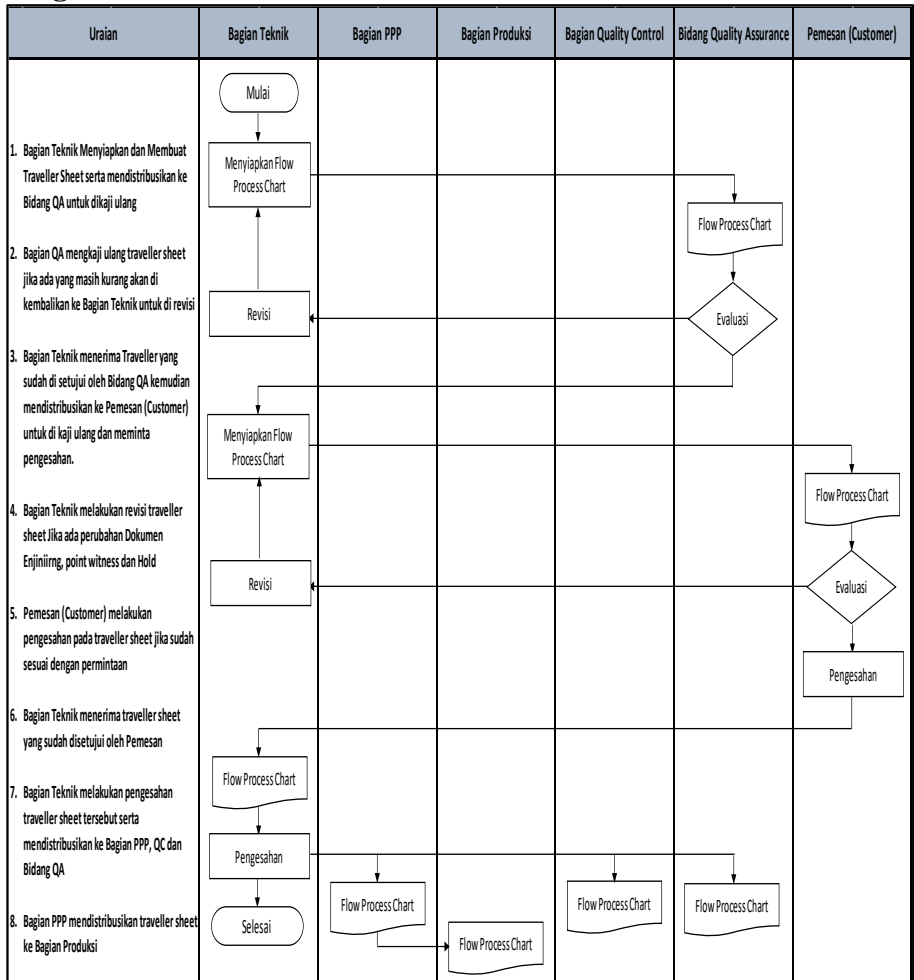 Uraian
Bagian Teknik
Bagian PPP
Bagian Produksi
Bagian Quality Control
Bidang Quality Assurance
Pemesan (Customer)
1. Bagian Teknik Menyiapkan dan Membuat
Traveller Sheet serta mendistribusikan ke
Bidang QA untuk dikaji ulang
2. Bagian QA mengkaji ulang traveller sheet
jika ada yang masih kurang akan di
kembalikan ke Bagian Teknik untuk di revisi
3. Bagian Teknik menerima Traveller yang
sudah di setujui oleh Bidang QA kemudian
mendistribusikan ke Pemesan (Customer)
untuk di kaji ulang dan meminta
pengesahan.
4. Bagian Teknik melakukan revisi traveller
sheet Jika ada perubahan Dokumen
Enjiniirng, point witness dan Hold
5. Pemesan (Customer) melakukan
pengesahan pada traveller sheet jika sudah
sesuai dengan permintaan
6. Bagian Teknik menerima traveller sheet
yang sudah disetujui oleh Pemesan
7. Bagian Teknik melakukan pengesahan
traveller sheet tersebut serta
mendistribusikan ke Bagian PPP, QC dan
Bidang QA
8. Bagian PPP mendistribusikan traveller sheet
ke Bagian Produksi
Mulai
Menyiapkan Flow
Process Chart
Flow Process Chart
Evaluasi
Revisi
Menyiapkan Flow
Process Chart
Flow Process Chart
Evaluasi
Revisi
Pengesahan
Flow Process Chart
Pengesahan
Selesai
Flow Process Chart
Flow Process Chart
Flow Process Chart
Flow Process Chart